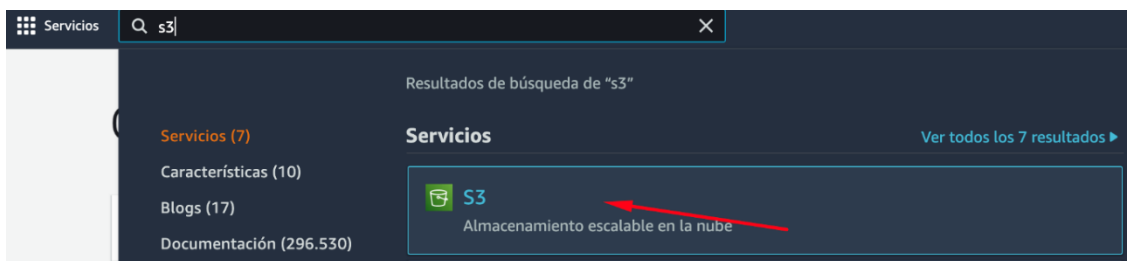 Servicios
s3
Resultados de búsqueda de “s3”
Servicios (7)
Características (10)
Blogs (17)
Documentación (296.530)
Servicios
Ver todos los 7 resultados
S3
Almacenamiento escalable en la nube